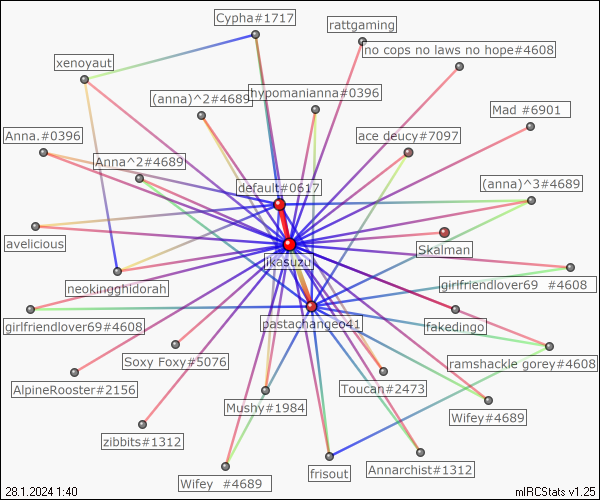 Cypha#1717
rattgaming
no cops no laws no hope#4608
xenoyaut
(anna)^2#4689
hypomanianna#0396
Mad #6901
Anna.#0396
ace deucy#7097
Anna^2#4689
default#0617
(anna)^3#4689
avelicious
Skalman
ikasuzu
neokingghidorah
girlfriendlover69 #4608
girlfriendlover69#4608
pastachangeo41
fakedingo
Soxy Foxy#5076
ramshackle gorey#4608
AlpineRooster#2156
Toucan#2473
Mushy#1984
Wifey#4689
zibbits#1312
Wifey #4689
frisout
Annarchist#1312
28.1.2024 1:40
mIRCStats v1.25